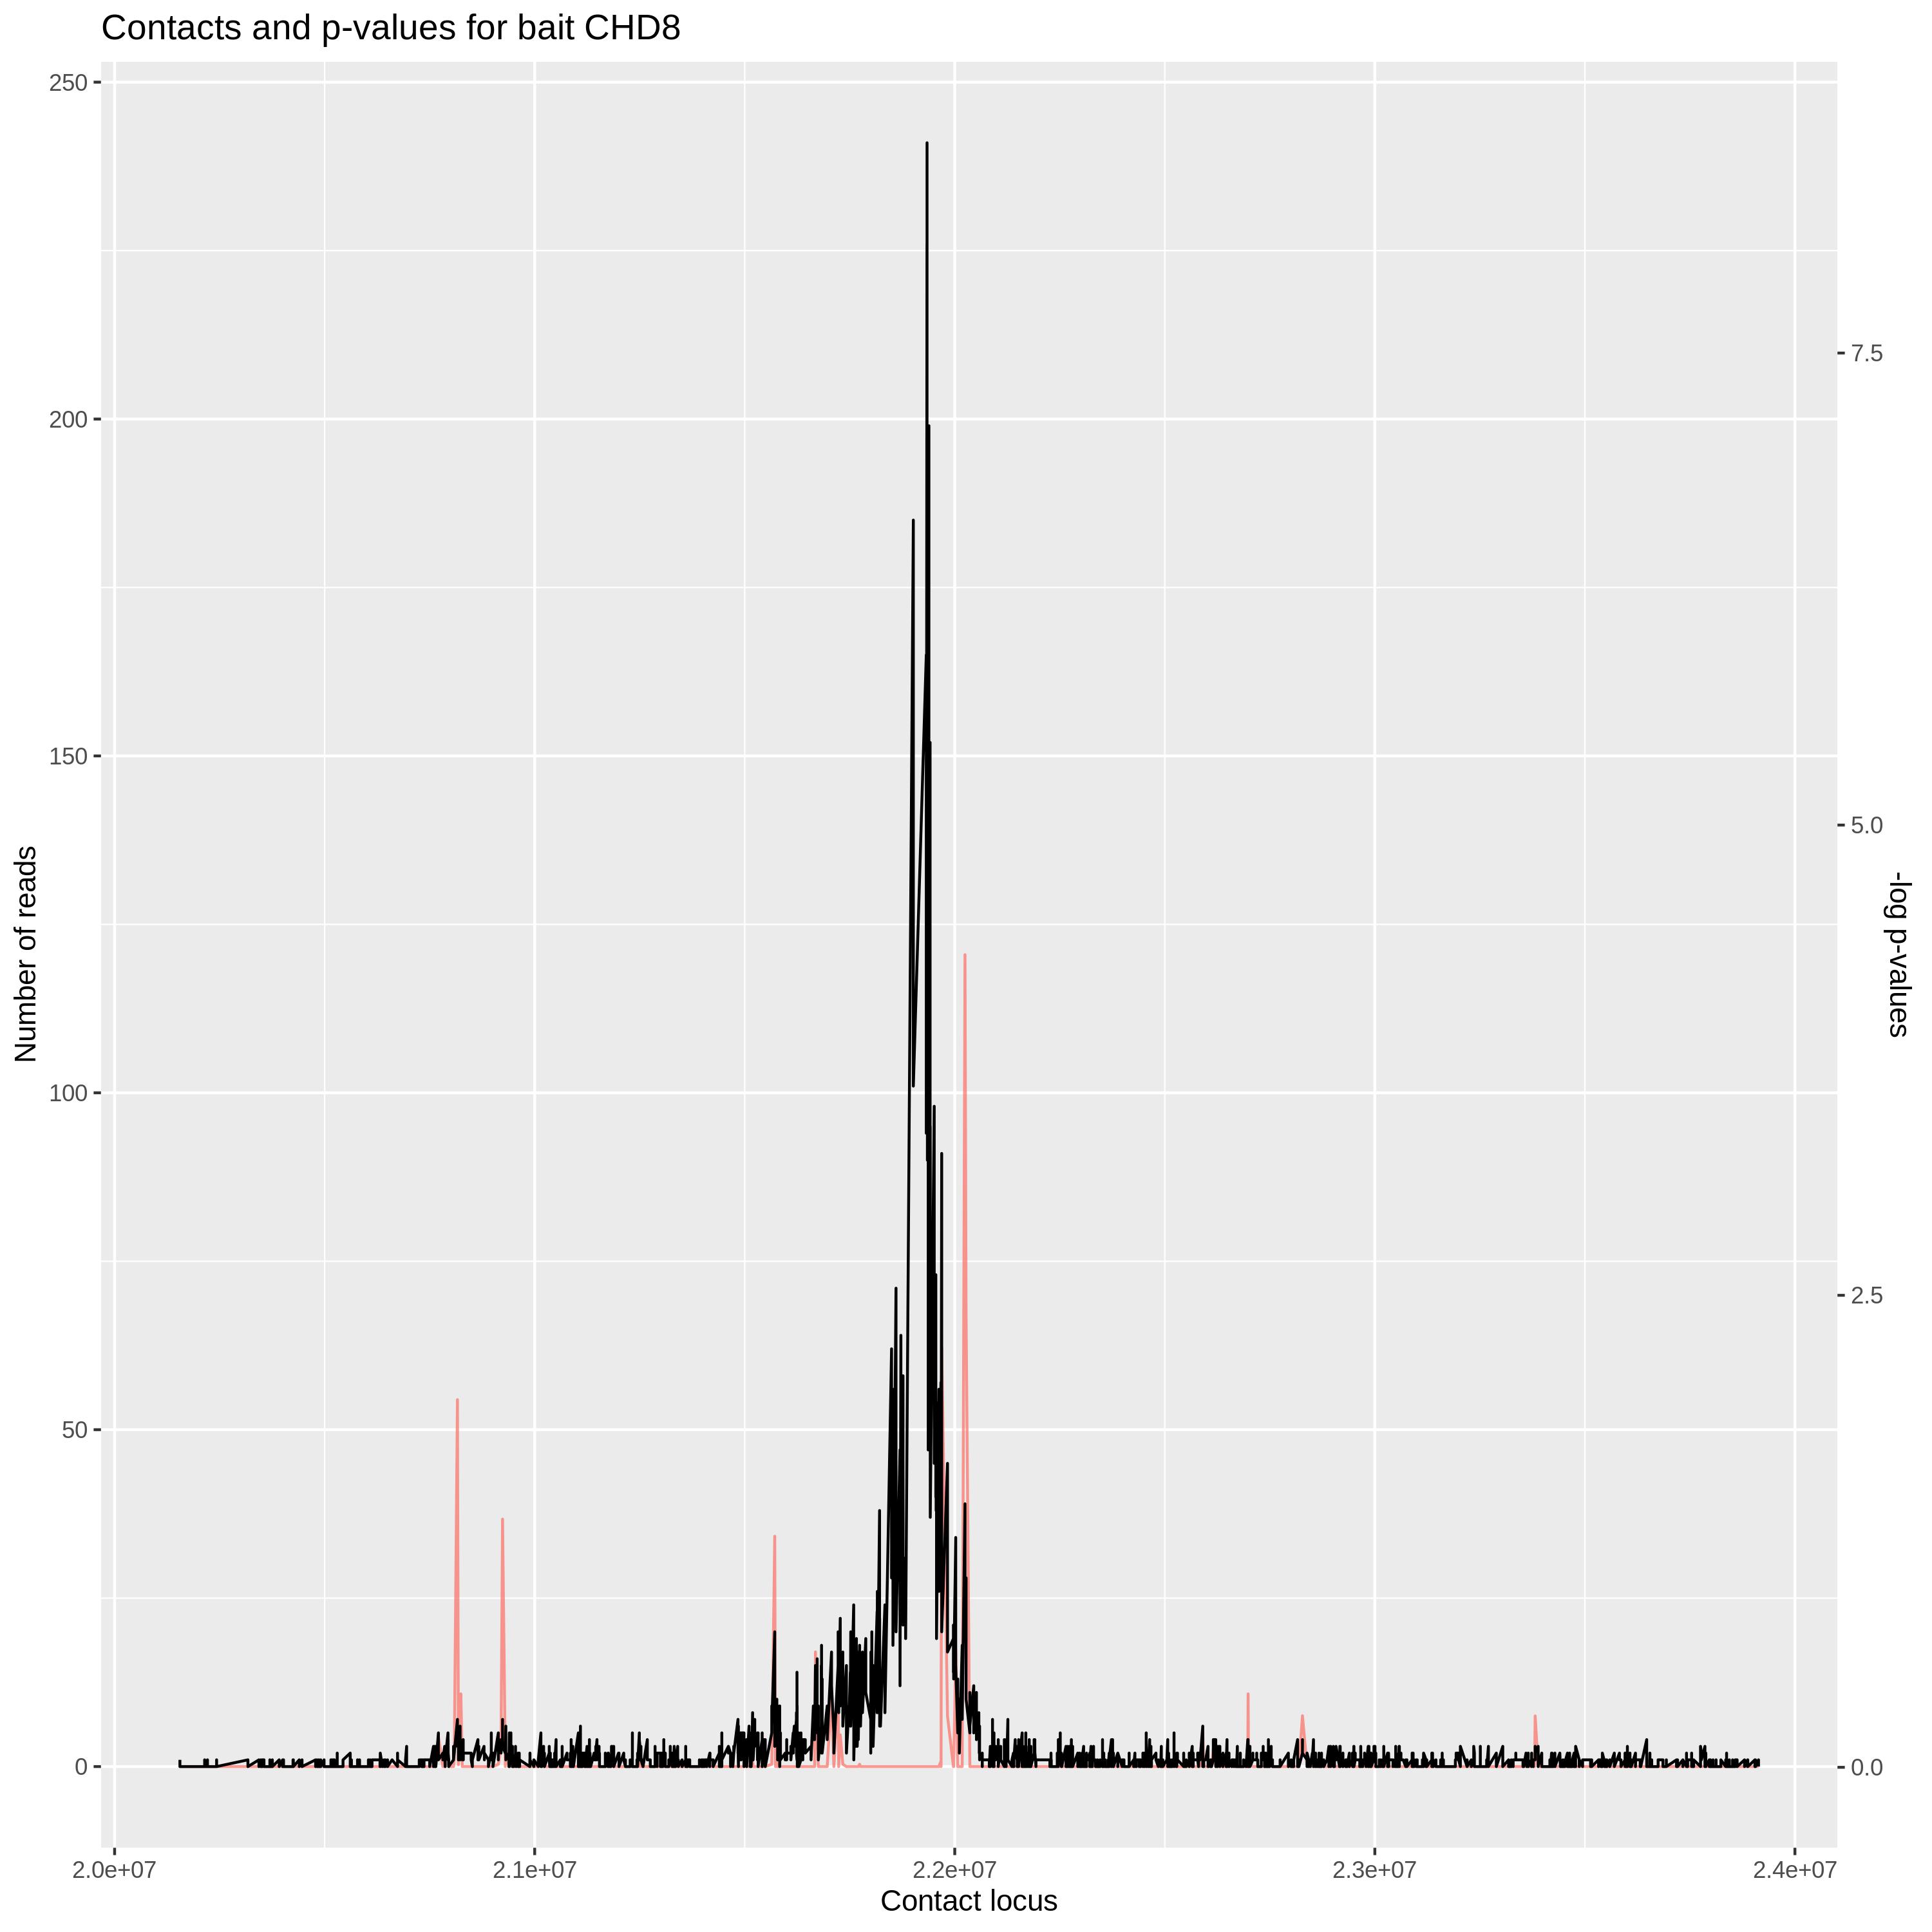 Contacts and p-values for bait CHD8
250
200
150
100
50
0
Number of reads
7.5
5.0
2.5
0.0
-log p-values
2.0e+07 2.1e+07 2.2e+07 2.3e+07 2.4e+07
Contact locus